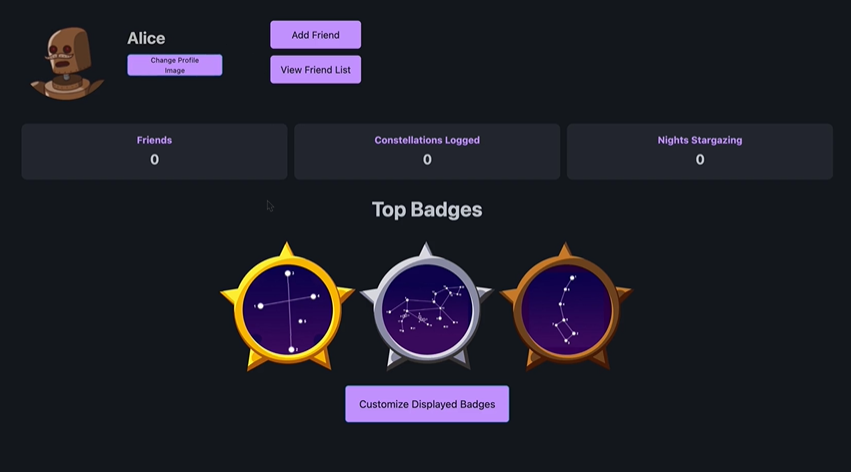 Alice
Change Profile
Image
Add Friend
View Friend List
Friends
0
Constellations Logged
0
Nights Stargazing
0
Top Badges
Customize Displayed Badges